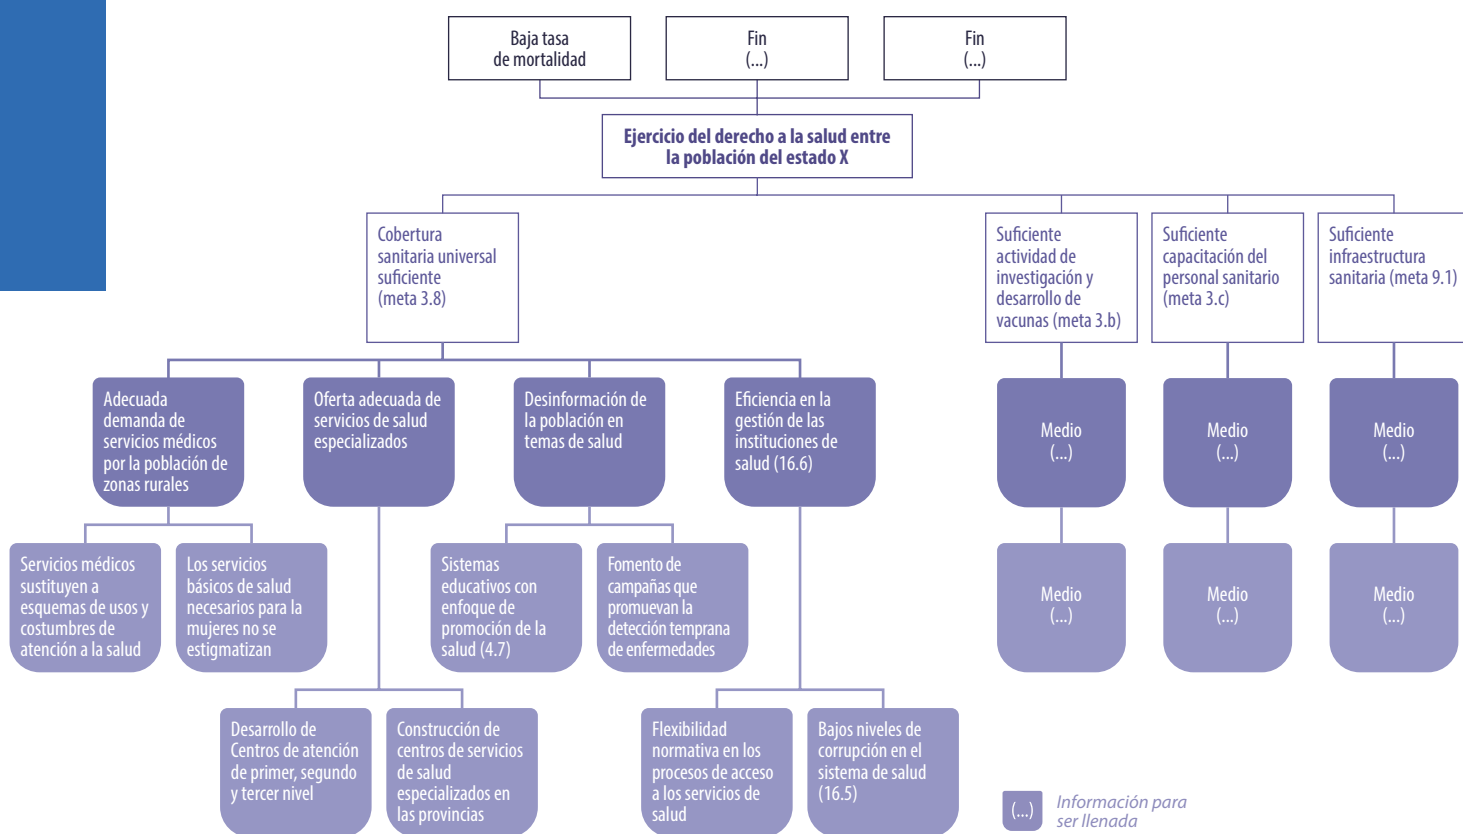 Baja tasa
de mortalidad
Fin
(...)
Fin
(...)
Ejercicio del derecho a la salud entre
la población del estado X
Cobertura
sanitaria universal
suficiente
(meta 3.8)
Suficiente
actividad de
investigación y
desarrollo de
vacunas (meta 3.b)
Suficiente
capacitación del
personal sanitario
(meta 3.c)
Suficiente
infraestructura
sanitaria (meta 9.1)
Adecuada
demanda de
servicios médicos
por la población de
zonas rurales
Oferta adecuada de
servicios de salud
especializados
Desinformación de
la población en
temas de salud
Eficiencia en la
gestión de las
instituciones de
salud (16.6)
Medio
(...)
Medio
(...)
Medio
(...)
Servicios médicos
sustituyen a
esquemas de usos y
costumbres de
atención a la salud
Los servicios
básicos de salud
necesarios para la
mujeres no se
estigmatizan
Sistemas
educativos con
enfoque de
promoción de la
salud (4.7)
Fomento de
campañas que
promuevan la
detección temprana
de enfermedades
Medio
(...)
Medio
(...)
Medio
(...)
Desarrollo de
Centros de atención
de primer, segundo
y tercer nivel
Construcción de
centros de servicios
de salud
especializados en
las provincias
Flexibilidad
normativa en los
procesos de acceso
a los servicios de
salud
Bajos niveles de
corrupción en el
sistema de salud
(16.5)
(...)
Información para
ser llenada